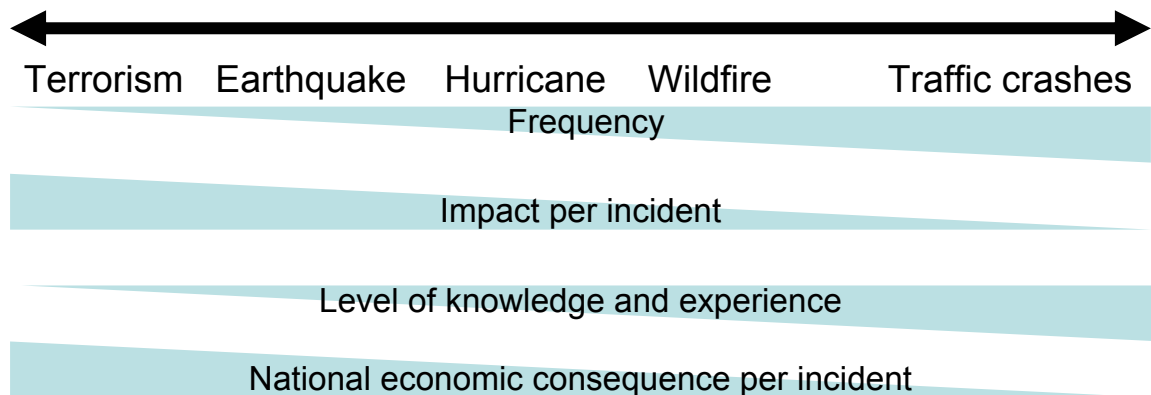 Terrorism Earthquake Hurricane Wildfire Traffic crashes
Frequency
Impact per incident
Level of knowledge and experience
National economic consequence per incident